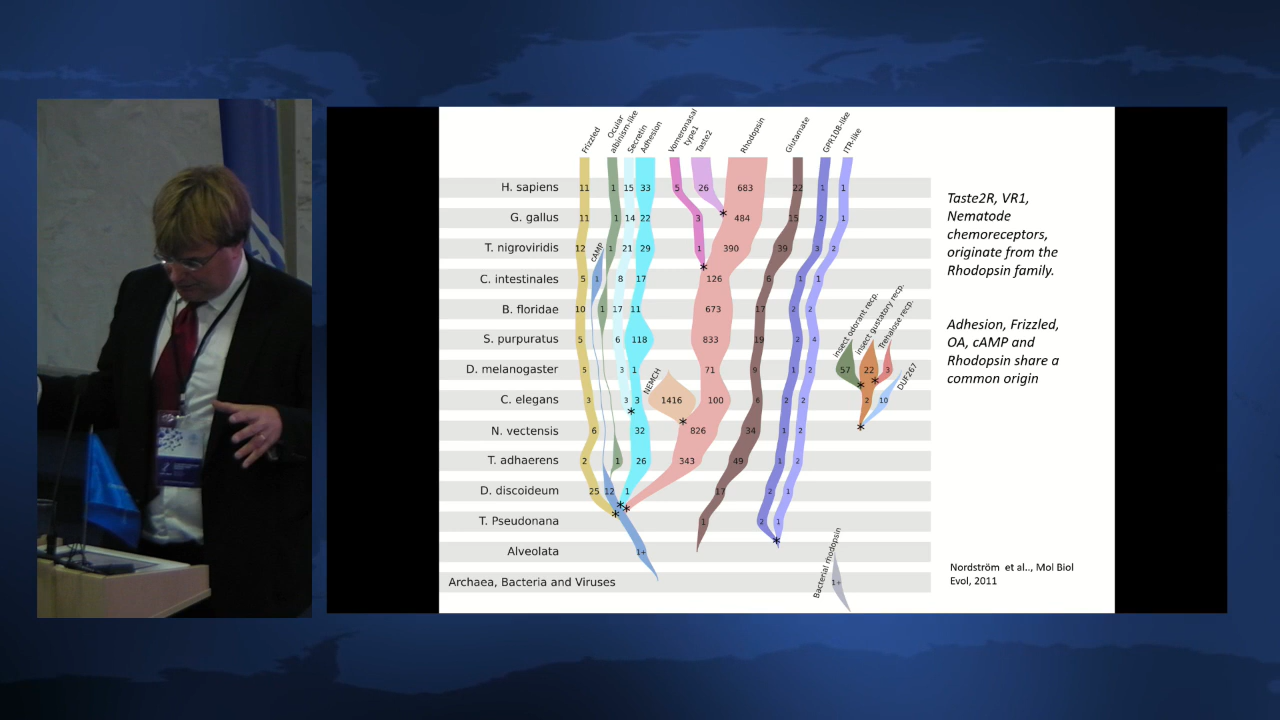 Frizzled
Ocular
albinism-like
Secretin
Adhesion
Vomeronasal
type1
Taste2
Rhodopsin
Glutamate
GPR108-like
ITR-like
H. sapiens 11 1 15 33 5 26 683 22 1 1
G. gallus 11 1 14 22 3 * 484 15 2 1
T. nigroviridis 12 cAMP 1 21 29 1 390 39 3 2
*
C. intestinales 5 1 8 17 126 6 1 1
B. floridae 10 1 17 11 673 17 2 2
insect odorant recp.
insect gustatory recp.
Trehalose recp.
S. purpuratus 5 6 118 833 19 2 4
D. melanogaster 5 3 1 71 9 1 2 57 22 3
NEMCH
DUF267
* *
C. elegans 3 3 3 1416 100 6 2 2 2 10
* * *
N. vectensis 6 32 826 34 1 2
T. adhaerens 2 1 26 343 49 1 2
D. discoideum 25 12 1 17 2 1
* * *
T. Pseudonana 1 2 1
*
Alveolata 1+
Archaea, Bacteria and Viruses 1+
Bacterial rhodopsin
Taste2R, VR1,
Nematode
chemoreceptors,
originate from the
Rhodopsin family.
Adhesion, Frizzled,
OA, cAMP and
Rhodopsin share a
common origin
Nordström et al.., Mol Biol
Evol, 2011